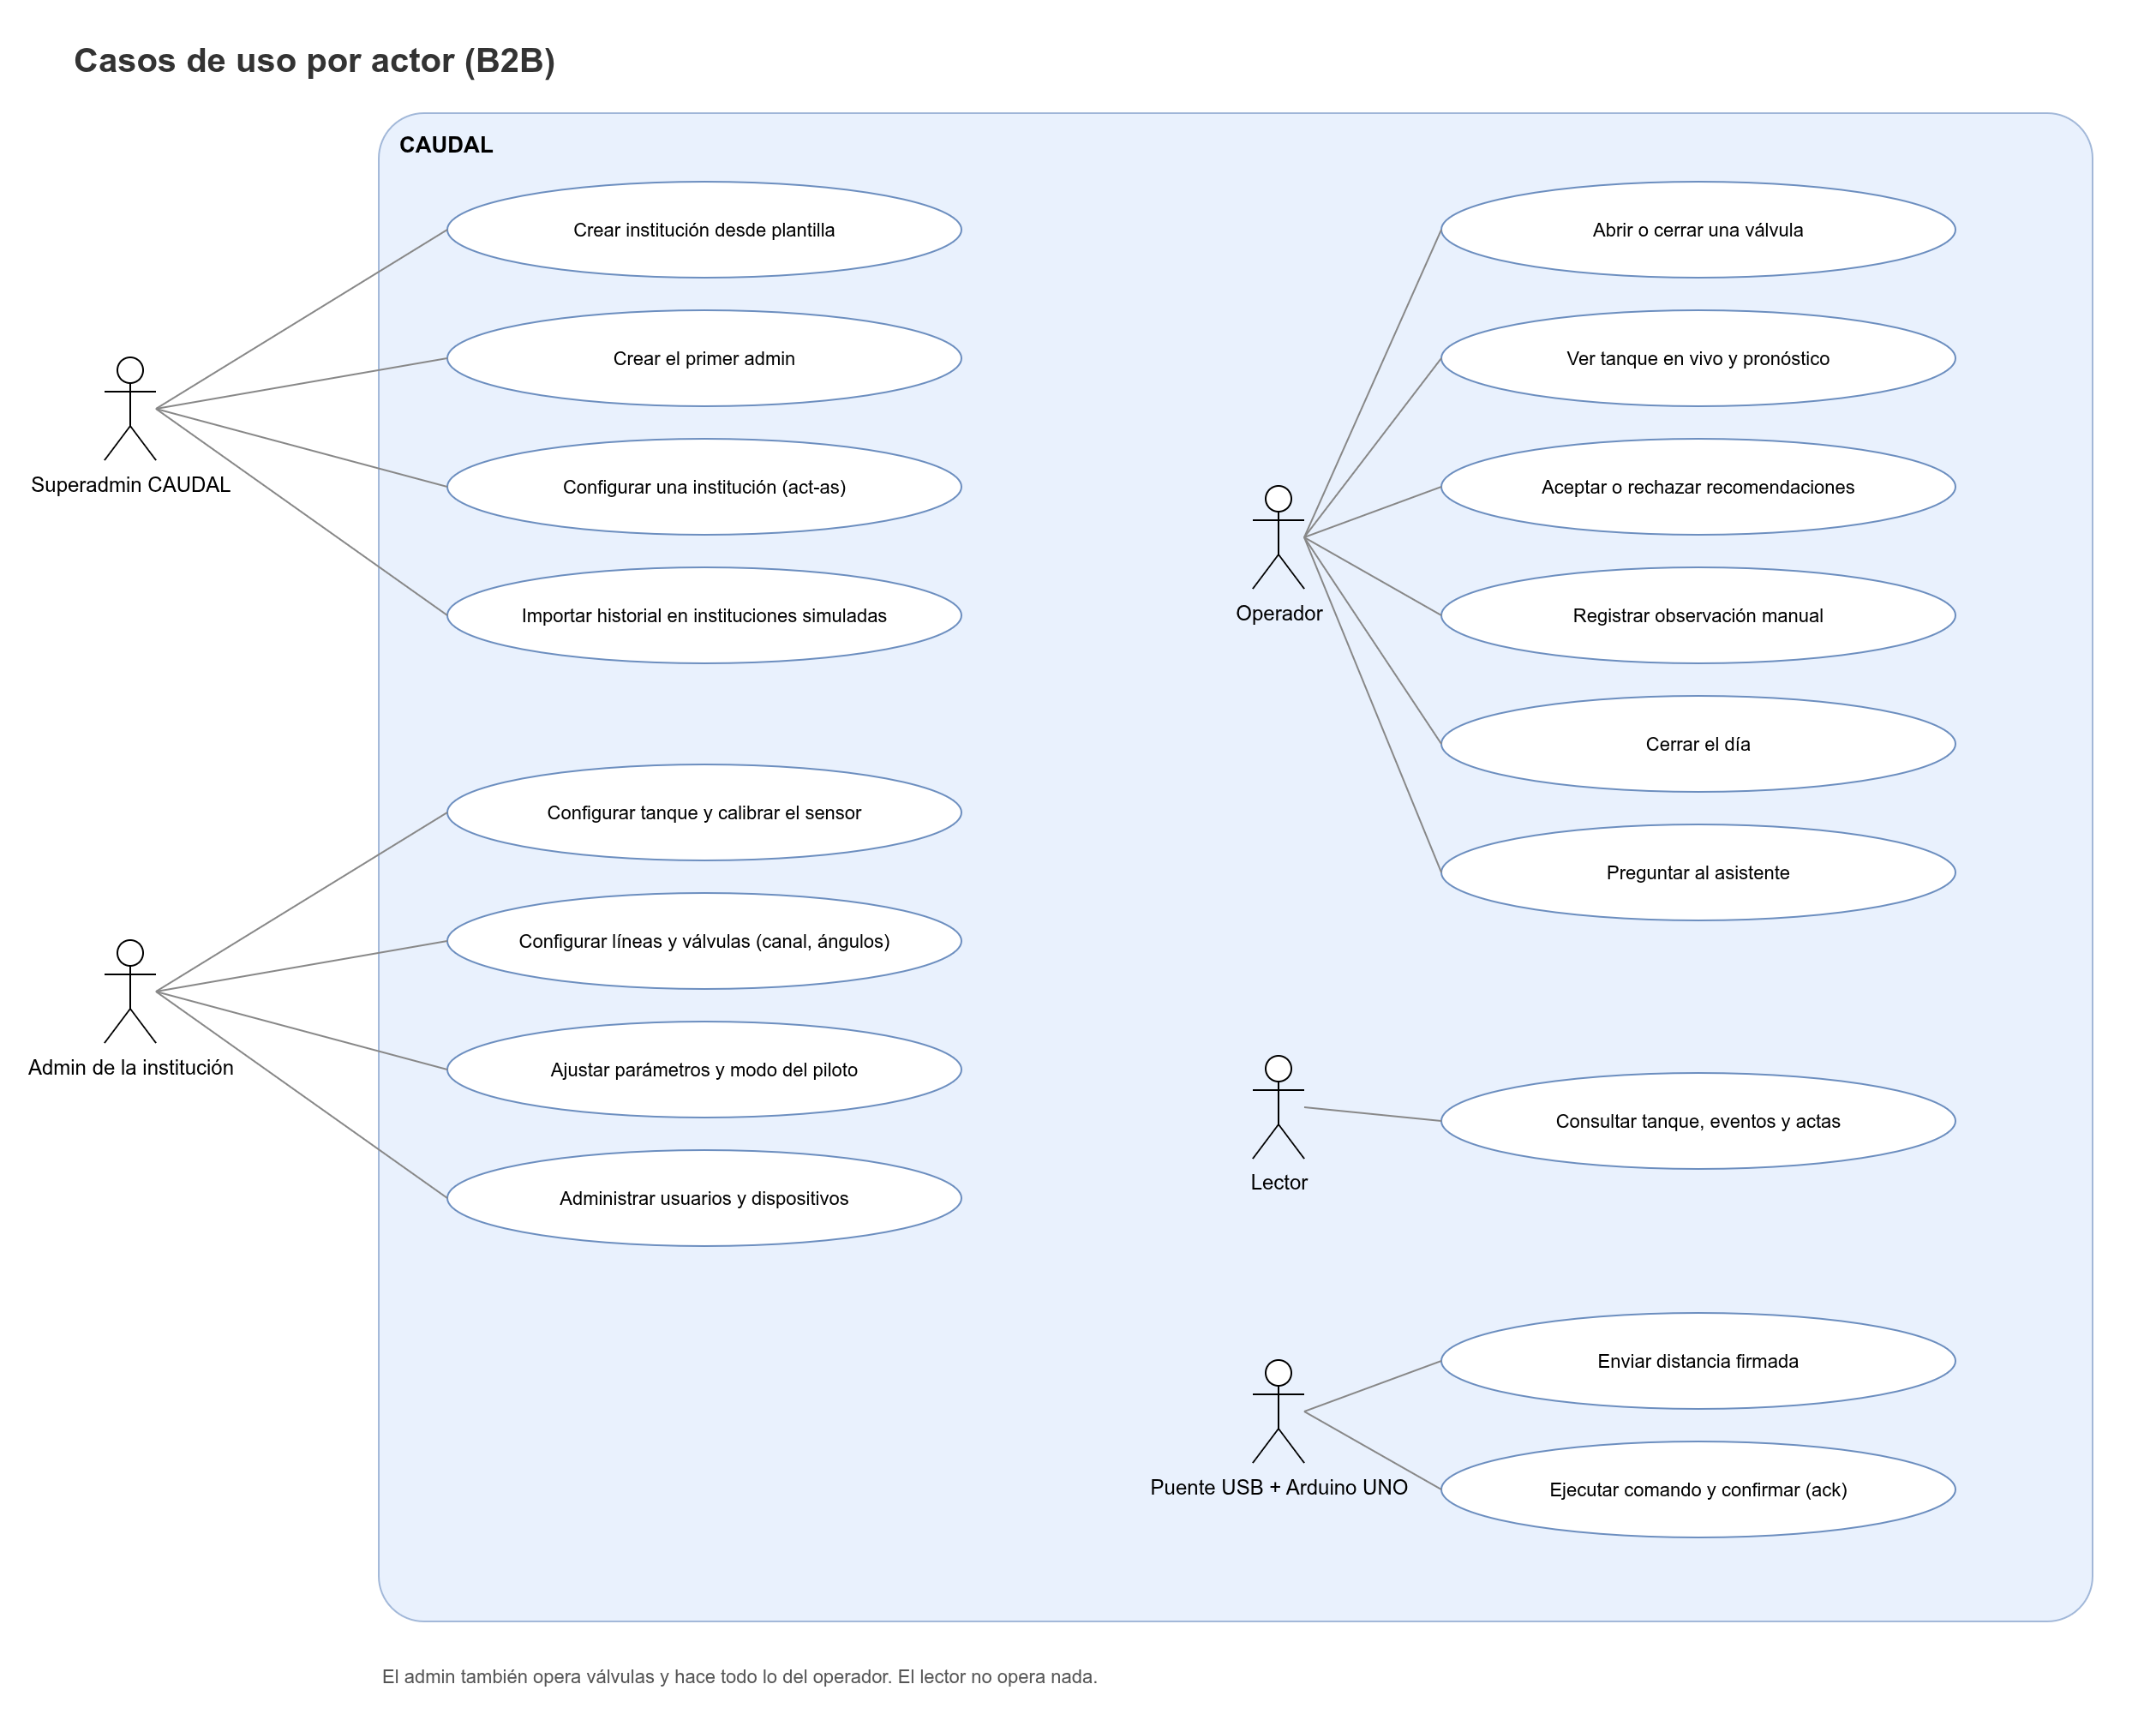 Casos de uso por actor (B2B)
CAUDAL
Superadmin CAUDAL
Crear institución desde plantilla
Crear el primer admin
Configurar una institución (act-as)
Importar historial en instituciones simuladas
Admin de la institución
Configurar tanque y calibrar el sensor
Configurar líneas y válvulas (canal, ángulos)
Ajustar parámetros y modo del piloto
Administrar usuarios y dispositivos
Operador
Abrir o cerrar una válvula
Ver tanque en vivo y pronóstico
Aceptar o rechazar recomendaciones
Registrar observación manual
Cerrar el día
Preguntar al asistente
Lector
Consultar tanque, eventos y actas
Puente USB + Arduino UNO
Enviar distancia firmada
Ejecutar comando y confirmar (ack)
El admin también opera válvulas y hace todo lo del operador. El lector no opera nada.